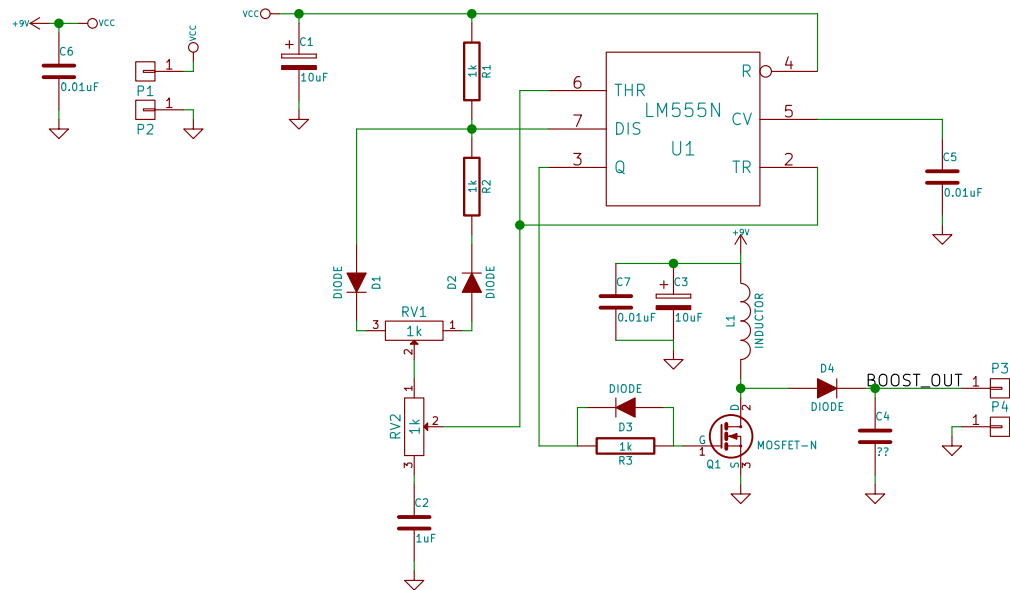 +9V
VCC
C6
0.01uF
VCC
1
P1
1
P2
VCC
C1
+
10uF
1k
R1
1k
R2
6
THR
7
DIS
3
Q
LM555N
U1
R
4
CV
5
TR
2
C5
0.01uF
DIODE
D1
D2
DIODE
RV1
3
1k
1
2
1
RV2
1k
2
3
C2
1uF
+9V
C7
0.01uF
C3
+
10uF
L1
INDUCTOR
DIODE
D3
1k
R3
G
1
D
2
Q1
S
3
MOSFET-N
D4
DIODE
BOOST_OUT
C4
??
P3
1
P4
1